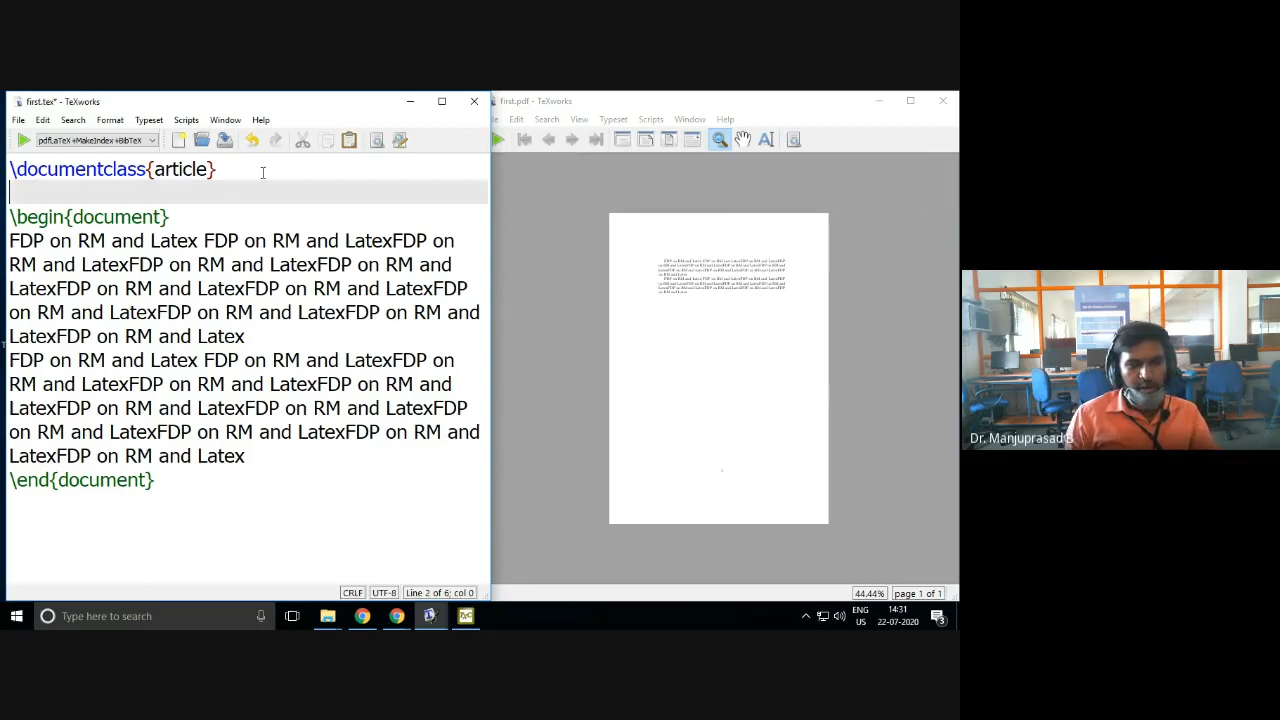 first.tex* - TeXworks
File Edit Search Format Typeset Scripts Window Help
pdfLaTeX+MakeIndex+BibTeX
\documentclass{article}
\begin{document}
FDP on RM and Latex FDP on RM and LatexFDP on
RM and LatexFDP on RM and LatexFDP on RM and
LatexFDP on RM and LatexFDP on RM and LatexFDP
on RM and LatexFDP on RM and LatexFDP on RM and
LatexFDP on RM and Latex
FDP on RM and Latex FDP on RM and LatexFDP on
RM and LatexFDP on RM and LatexFDP on RM and
LatexFDP on RM and LatexFDP on RM and LatexFDP
on RM and LatexFDP on RM and LatexFDP on RM and
LatexFDP on RM and Latex
\end{document}
CRLF UTF-8 Line 2 of 6; col 0
first.pdf - TeXworks
Edit Search View Typeset Scripts Window Help
44.44% page 1 of 1
Dr. Manjuprasad B
Type here to search
ENG
US
14:31
22-07-2020
3